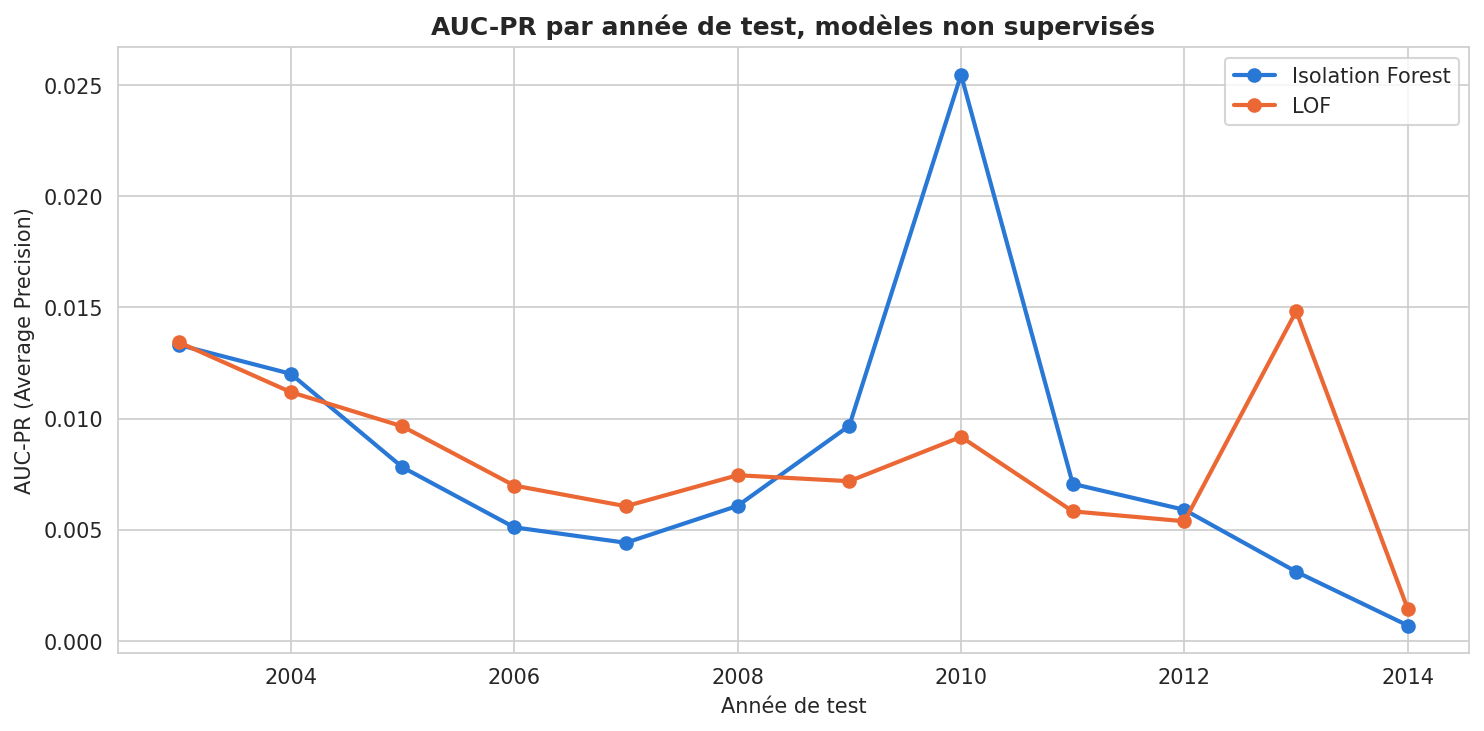 AUC-PR par année de test, modèles non supervisés
Isolation Forest
LOF
AUC-PR (Average Precision)
0.025
0.020
0.015
0.010
0.005
0.000
2004 2006 2008 2010 2012 2014
Année de test